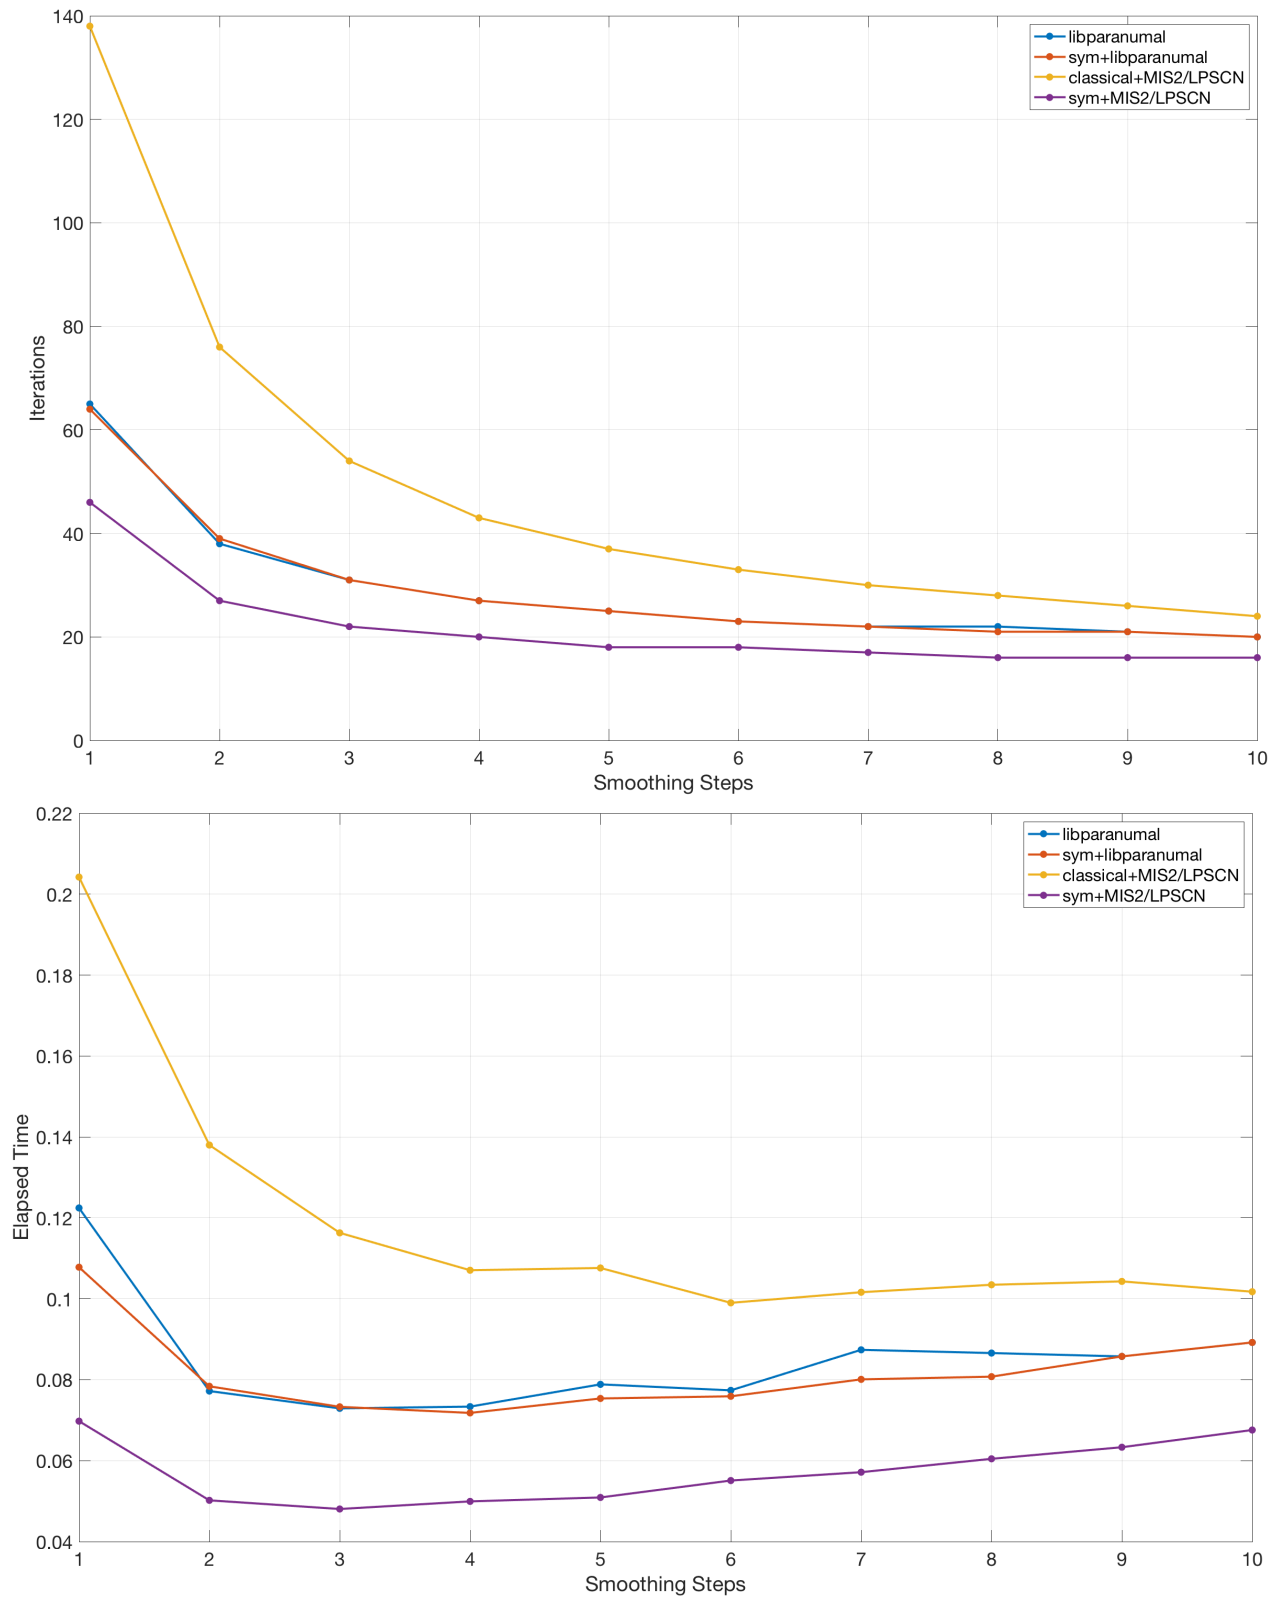 140
120
100
80
60
40
20
0
Iterations
1 2 3 4 5 6 7 8 9 10
Smoothing Steps
libparanumal
sym+libparanumal
classical+MIS2/LPSCN
sym+MIS2/LPSCN
0.22
0.2
0.18
0.16
0.14
0.12
0.1
0.08
0.06
0.04
Elapsed Time
1 2 3 4 5 6 7 8 9 10
Smoothing Steps
libparanumal
sym+libparanumal
classical+MIS2/LPSCN
sym+MIS2/LPSCN